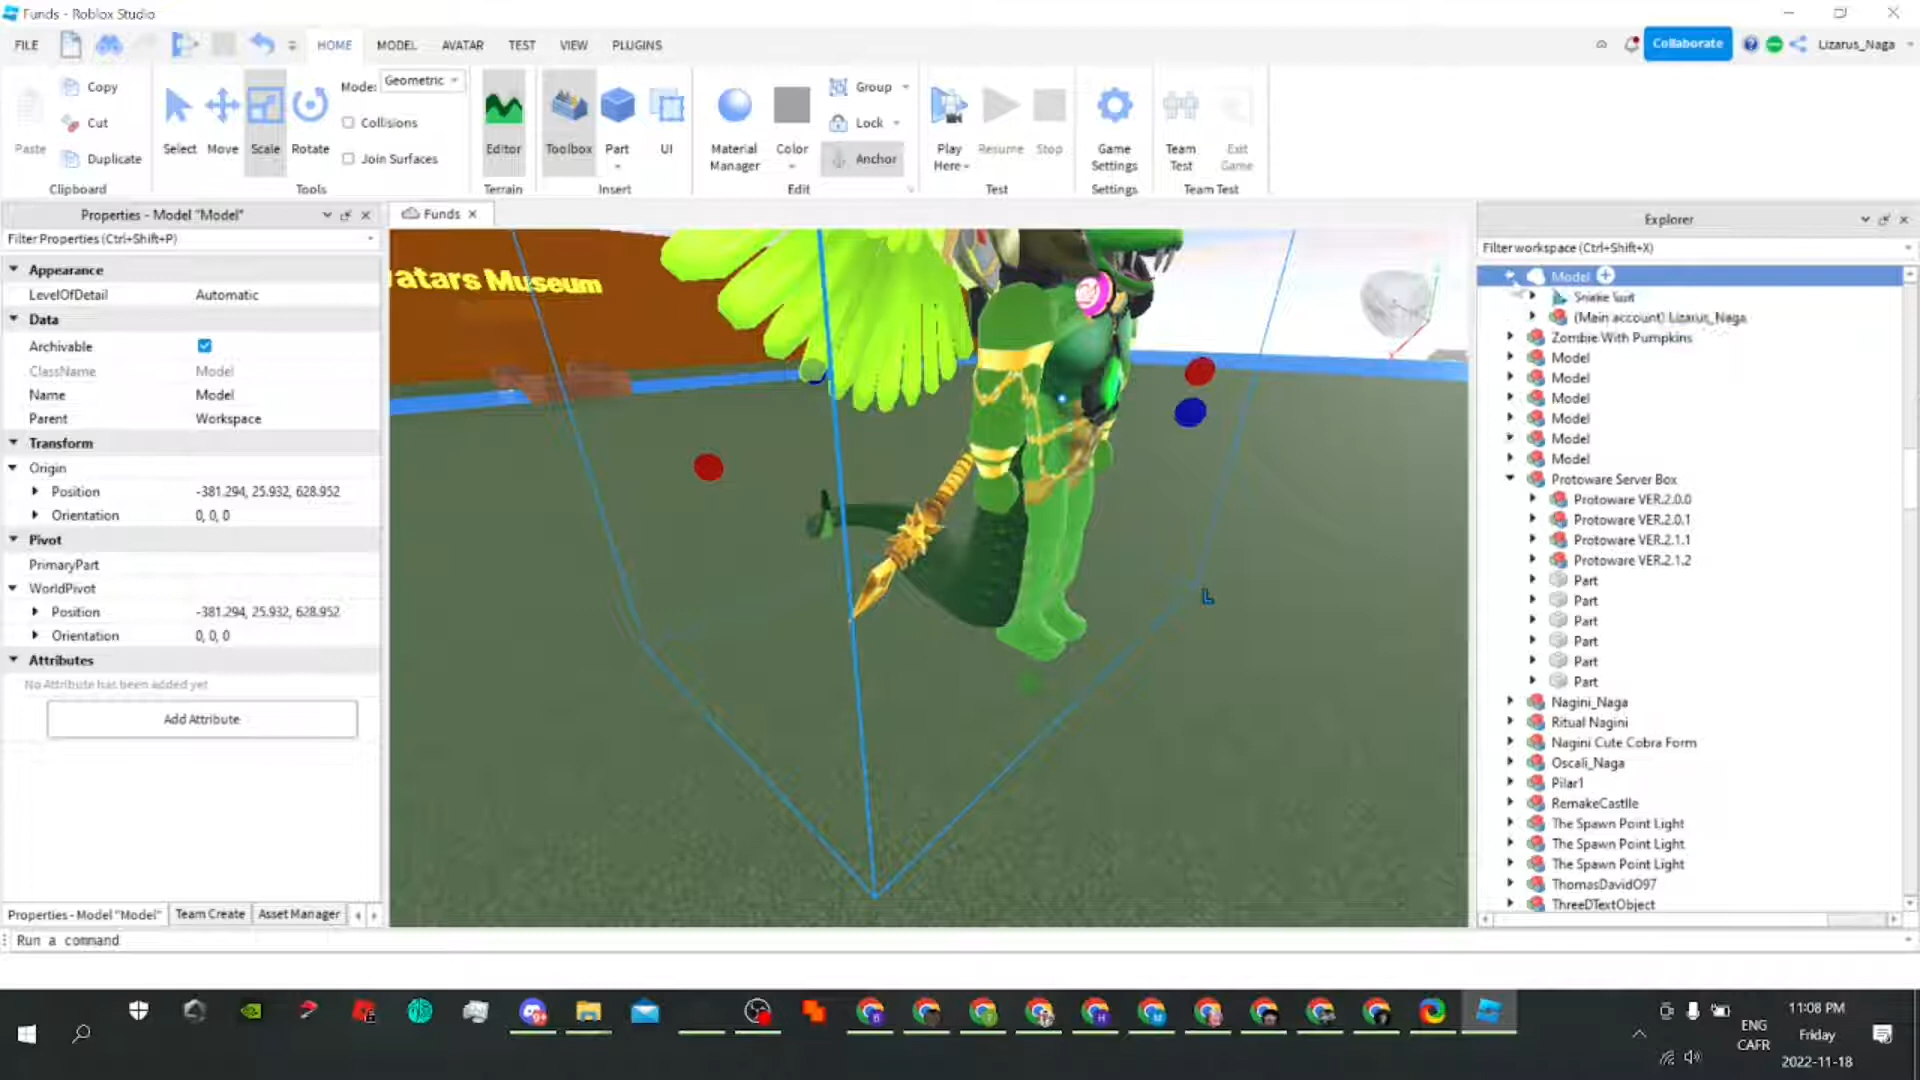 Funds - Roblox Studio
FILE HOME MODEL AVATAR TEST VIEW PLUGINS Collaborate Lizarus_Naga
Copy
Cut
Duplicate
Paste
Clipboard
Select Move Scale Rotate
Mode: Geometric
Collisions
Join Surfaces
Tools
Editor
Terrain
Toolbox Part UI
Insert
Material Manager
Color
Group
Lock
Anchor
Edit
Play Here Resume Stop
Test
Game Settings
Settings
Team Test Exit Game
Team Test
Properties - Model "Model"
Filter Properties (Ctrl+Shift+P)
Appearance
LevelOfDetail Automatic
Data
Archivable
ClassName Model
Name Model
Parent Workspace
Transform
Origin
Position -381.294, 25.932, 628.952
Orientation 0, 0, 0
Pivot
PrimaryPart
WorldPivot
Position -381.294, 25.932, 628.952
Orientation 0, 0, 0
Attributes
No Attribute has been added yet
Add Attribute
Properties - Model "Model" Team Create Asset Manager
Run a command
Funds
atars Museum
L
Explorer
Filter workspace (Ctrl+Shift+X)
Model
(Main account) Lizarus_Naga
Zombie With Pumpkins
Model
Model
Model
Model
Model
Model
Protoware Server Box
Protoware VER.2.0.0
Protoware VER.2.0.1
Protoware VER.2.1.1
Protoware VER.2.1.2
Part
Part
Part
Part
Part
Part
Nagini_Naga
Ritual Nagini
Nagini Cute Cobra Form
Oscali_Naga
Pilar1
RemakeCastlle
The Spawn Point Light
The Spawn Point Light
The Spawn Point Light
ThomasDavidO97
ThreeDTextObject
ENG
CAFR
11:08 PM
Friday
2022-11-18